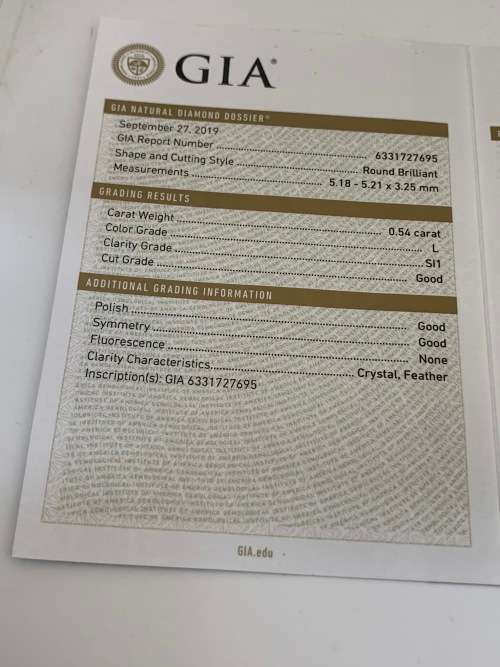 GIA®
GIA NATURAL DIAMOND DOSSIER®
September 27, 2019
GIA Report Number ........ 6331727695
Shape and Cutting Style ........ Round Brilliant
Measurements ........ 5.18 - 5.21 x 3.25 mm
GRADING RESULTS
Carat Weight ........ 0.54 carat
Color Grade ........ L
Clarity Grade ........ SI1
Cut Grade ........ Good
ADDITIONAL GRADING INFORMATION
Polish ........ Good
Symmetry ........ Good
Fluorescence ........ None
Clarity Characteristics ........ Crystal, Feather
Inscription(s): GIA 6331727695
GIA.edu